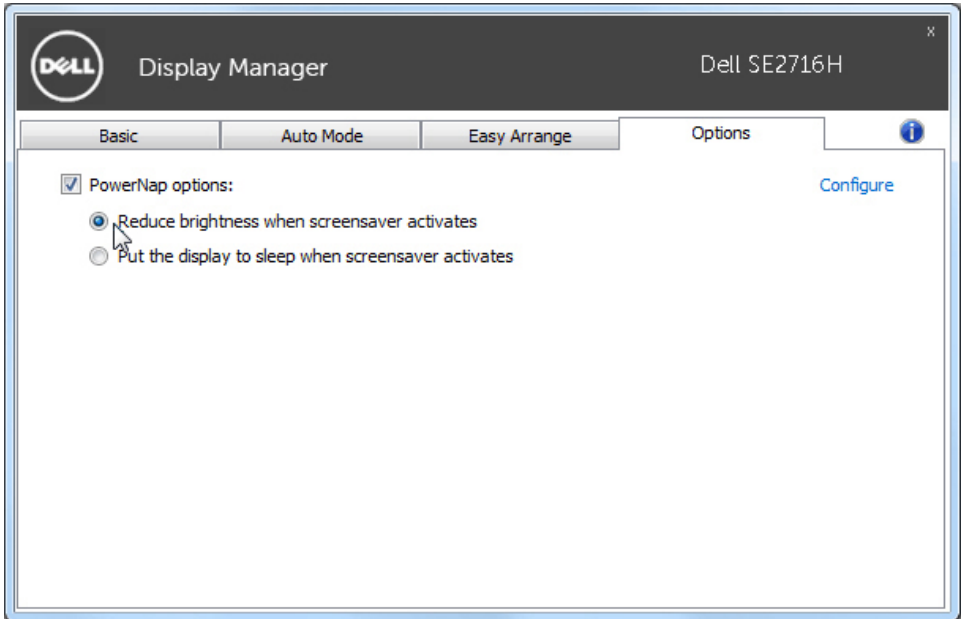 x
DELL Display Manager Dell SE2716H
Basic Auto Mode Easy Arrange Options i
PowerNap options: Configure
Reduce brightness when screensaver activates
Put the display to sleep when screensaver activates